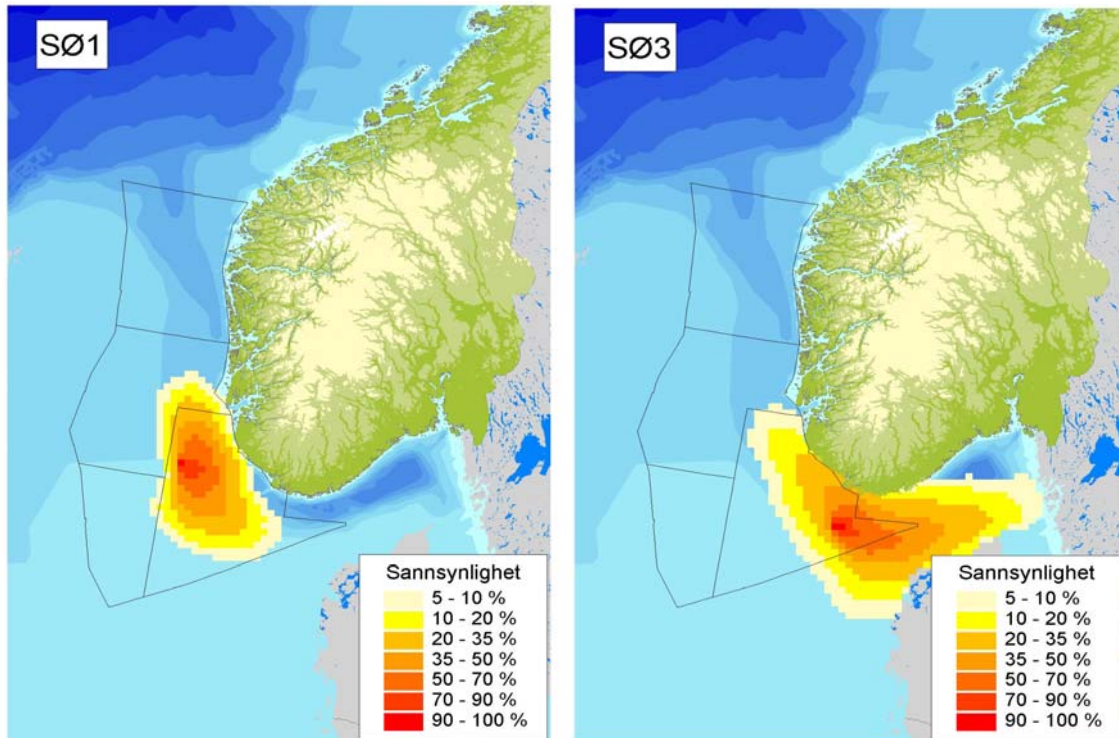 SØ1
Sannsynlighet
5 - 10 %
10 - 20 %
20 - 35 %
35 - 50 %
50 - 70 %
70 - 90 %
90 - 100 %
SØ3
Sannsynlighet
5 - 10 %
10 - 20 %
20 - 35 %
35 - 50 %
50 - 70 %
70 - 90 %
90 - 100 %